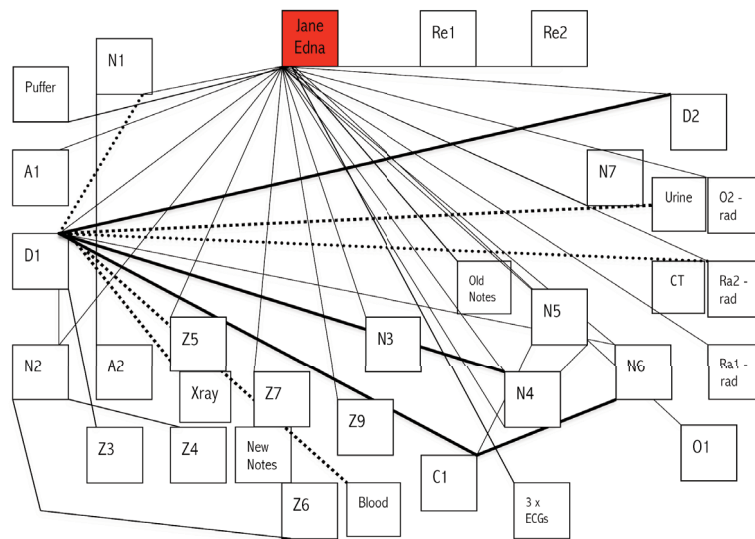 Jane
Edna
Re1
Re2
N1
Puffer
D2
A1
N7
Urine
O2 -
rad
D1
Old
Notes
CT
Ra2 -
rad
N5
Z5
N3
N2
A2
Xray
Z7
N4
N6
Ra1 -
rad
Z9
Z3
Z4
New
Notes
C1
O1
Z6
Blood
3 x
ECGs